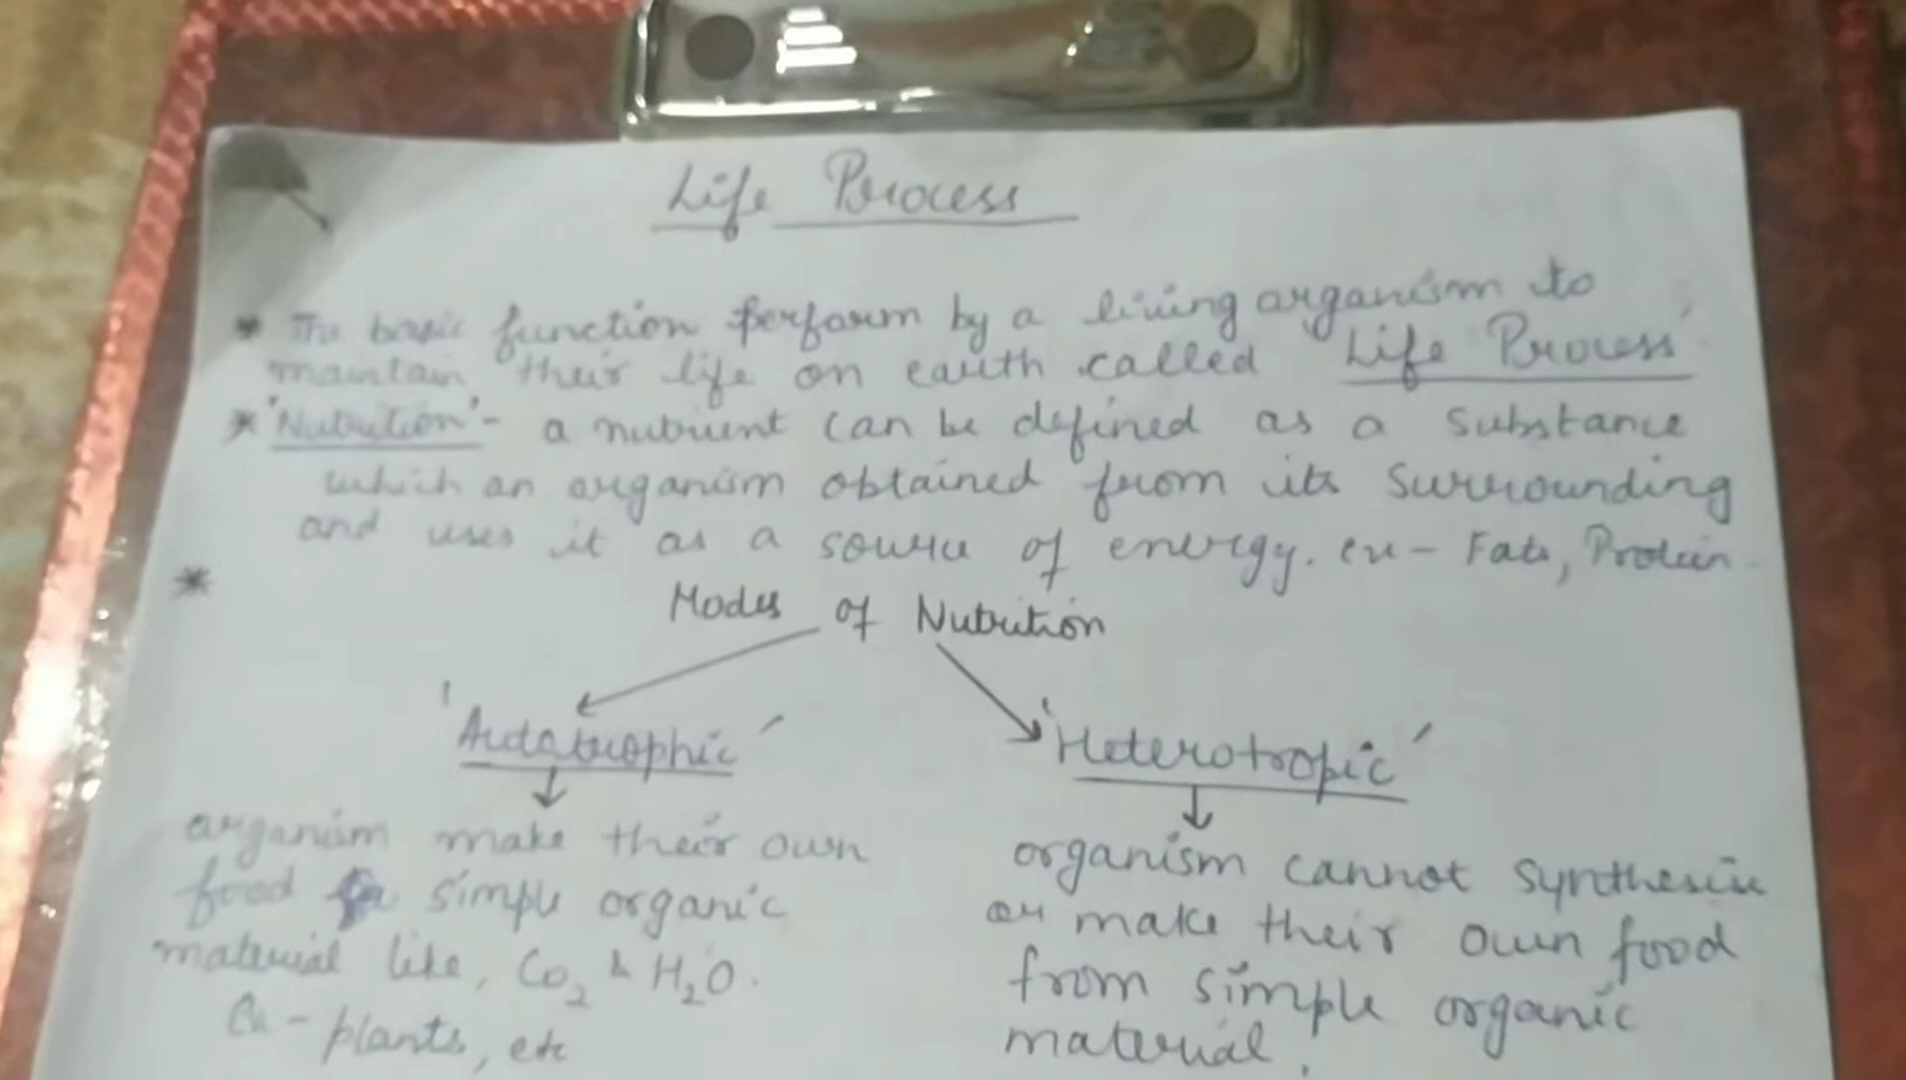 Life Process
* The basic function perform by a living organism to
maintain their life on earth called 'Life Process'
* 'Nutrition' - a nutrient can be defined as a substance
which an organism obtained from its surrounding
and uses it as a source of energy. ex - Fats, Protein -
*
Modes of Nutrition
'Autotrophic' 'Heterotropic'
organism make their own
food simple organic
material like, Co2 & H2O.
Ex - plants, etc
organism cannot synthesize
or make their own food
from simple organic
material.